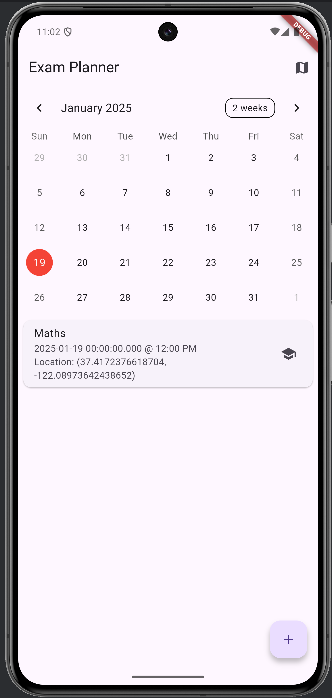 11:02
DEBUG
Exam Planner
January 2025
2 weeks
Sun Mon Tue Wed Thu Fri Sat
29 30 31 1 2 3 4
5 6 7 8 9 10 11
12 13 14 15 16 17 18
19 20 21 22 23 24 25
26 27 28 29 30 31 1
Maths
2025-01-19 00:00:00.000 @ 12:00 PM
Location: (37.4172376618704,
-122.08973642438652)
+